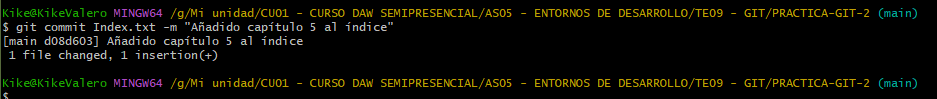 Kike@KikeValero MINGW64 /g/Mi unidad/CU01 - CURSO DAW SEMIPRESENCIAL/AS05 - ENTORNOS DE DESARROLLO/TE09 - GIT/PRACTICA-GIT-2 (main)
$ git commit Index.txt -m "Añadido capítulo 5 al índice"
[main d08d603] Añadido capítulo 5 al índice
 1 file changed, 1 insertion(+)

Kike@KikeValero MINGW64 /g/Mi unidad/CU01 - CURSO DAW SEMIPRESENCIAL/AS05 - ENTORNOS DE DESARROLLO/TE09 - GIT/PRACTICA-GIT-2 (main)
$